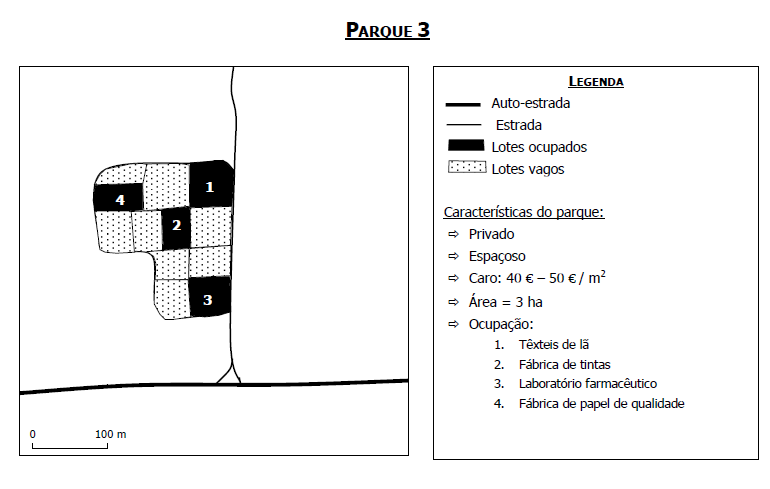 PARQUE 3
1
4
2
3
0 100 m
LEGENDA
Auto-estrada
Estrada
Lotes ocupados
Lotes vagos
Características do parque:
⇨ Privado
⇨ Espaçoso
⇨ Caro: 40 € – 50 € / m²
⇨ Área = 3 ha
⇨ Ocupação:
1. Têxteis de lã
2. Fábrica de tintas
3. Laboratório farmacêutico
4. Fábrica de papel de qualidade